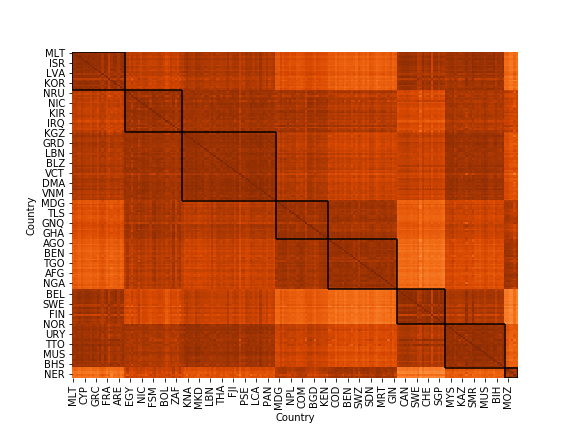 MLT
ISR
LVA
KOR
NRU
NIC
KIR
IRQ
KGZ
GRD
LBN
BLZ
VCT
DMA
VNM
MDG
TLS
GNQ
GHA
AGO
BEN
TGO
AFG
NGA
BEL
SWE
FIN
NOR
URY
TTO
MUS
BHS
NER
Country
MLT
CYP
GRC
FRA
ARE
EGY
NIC
FSM
BOL
ZAF
KNA
MKD
LBN
THA
FJI
PSE
LCA
PAN
MDG
NPL
COM
BGD
KEN
COD
BEN
SWZ
SDN
MRT
GIN
CAN
SWE
CHE
SGP
MYS
KAZ
SMR
MUS
BIH
MOZ
Country